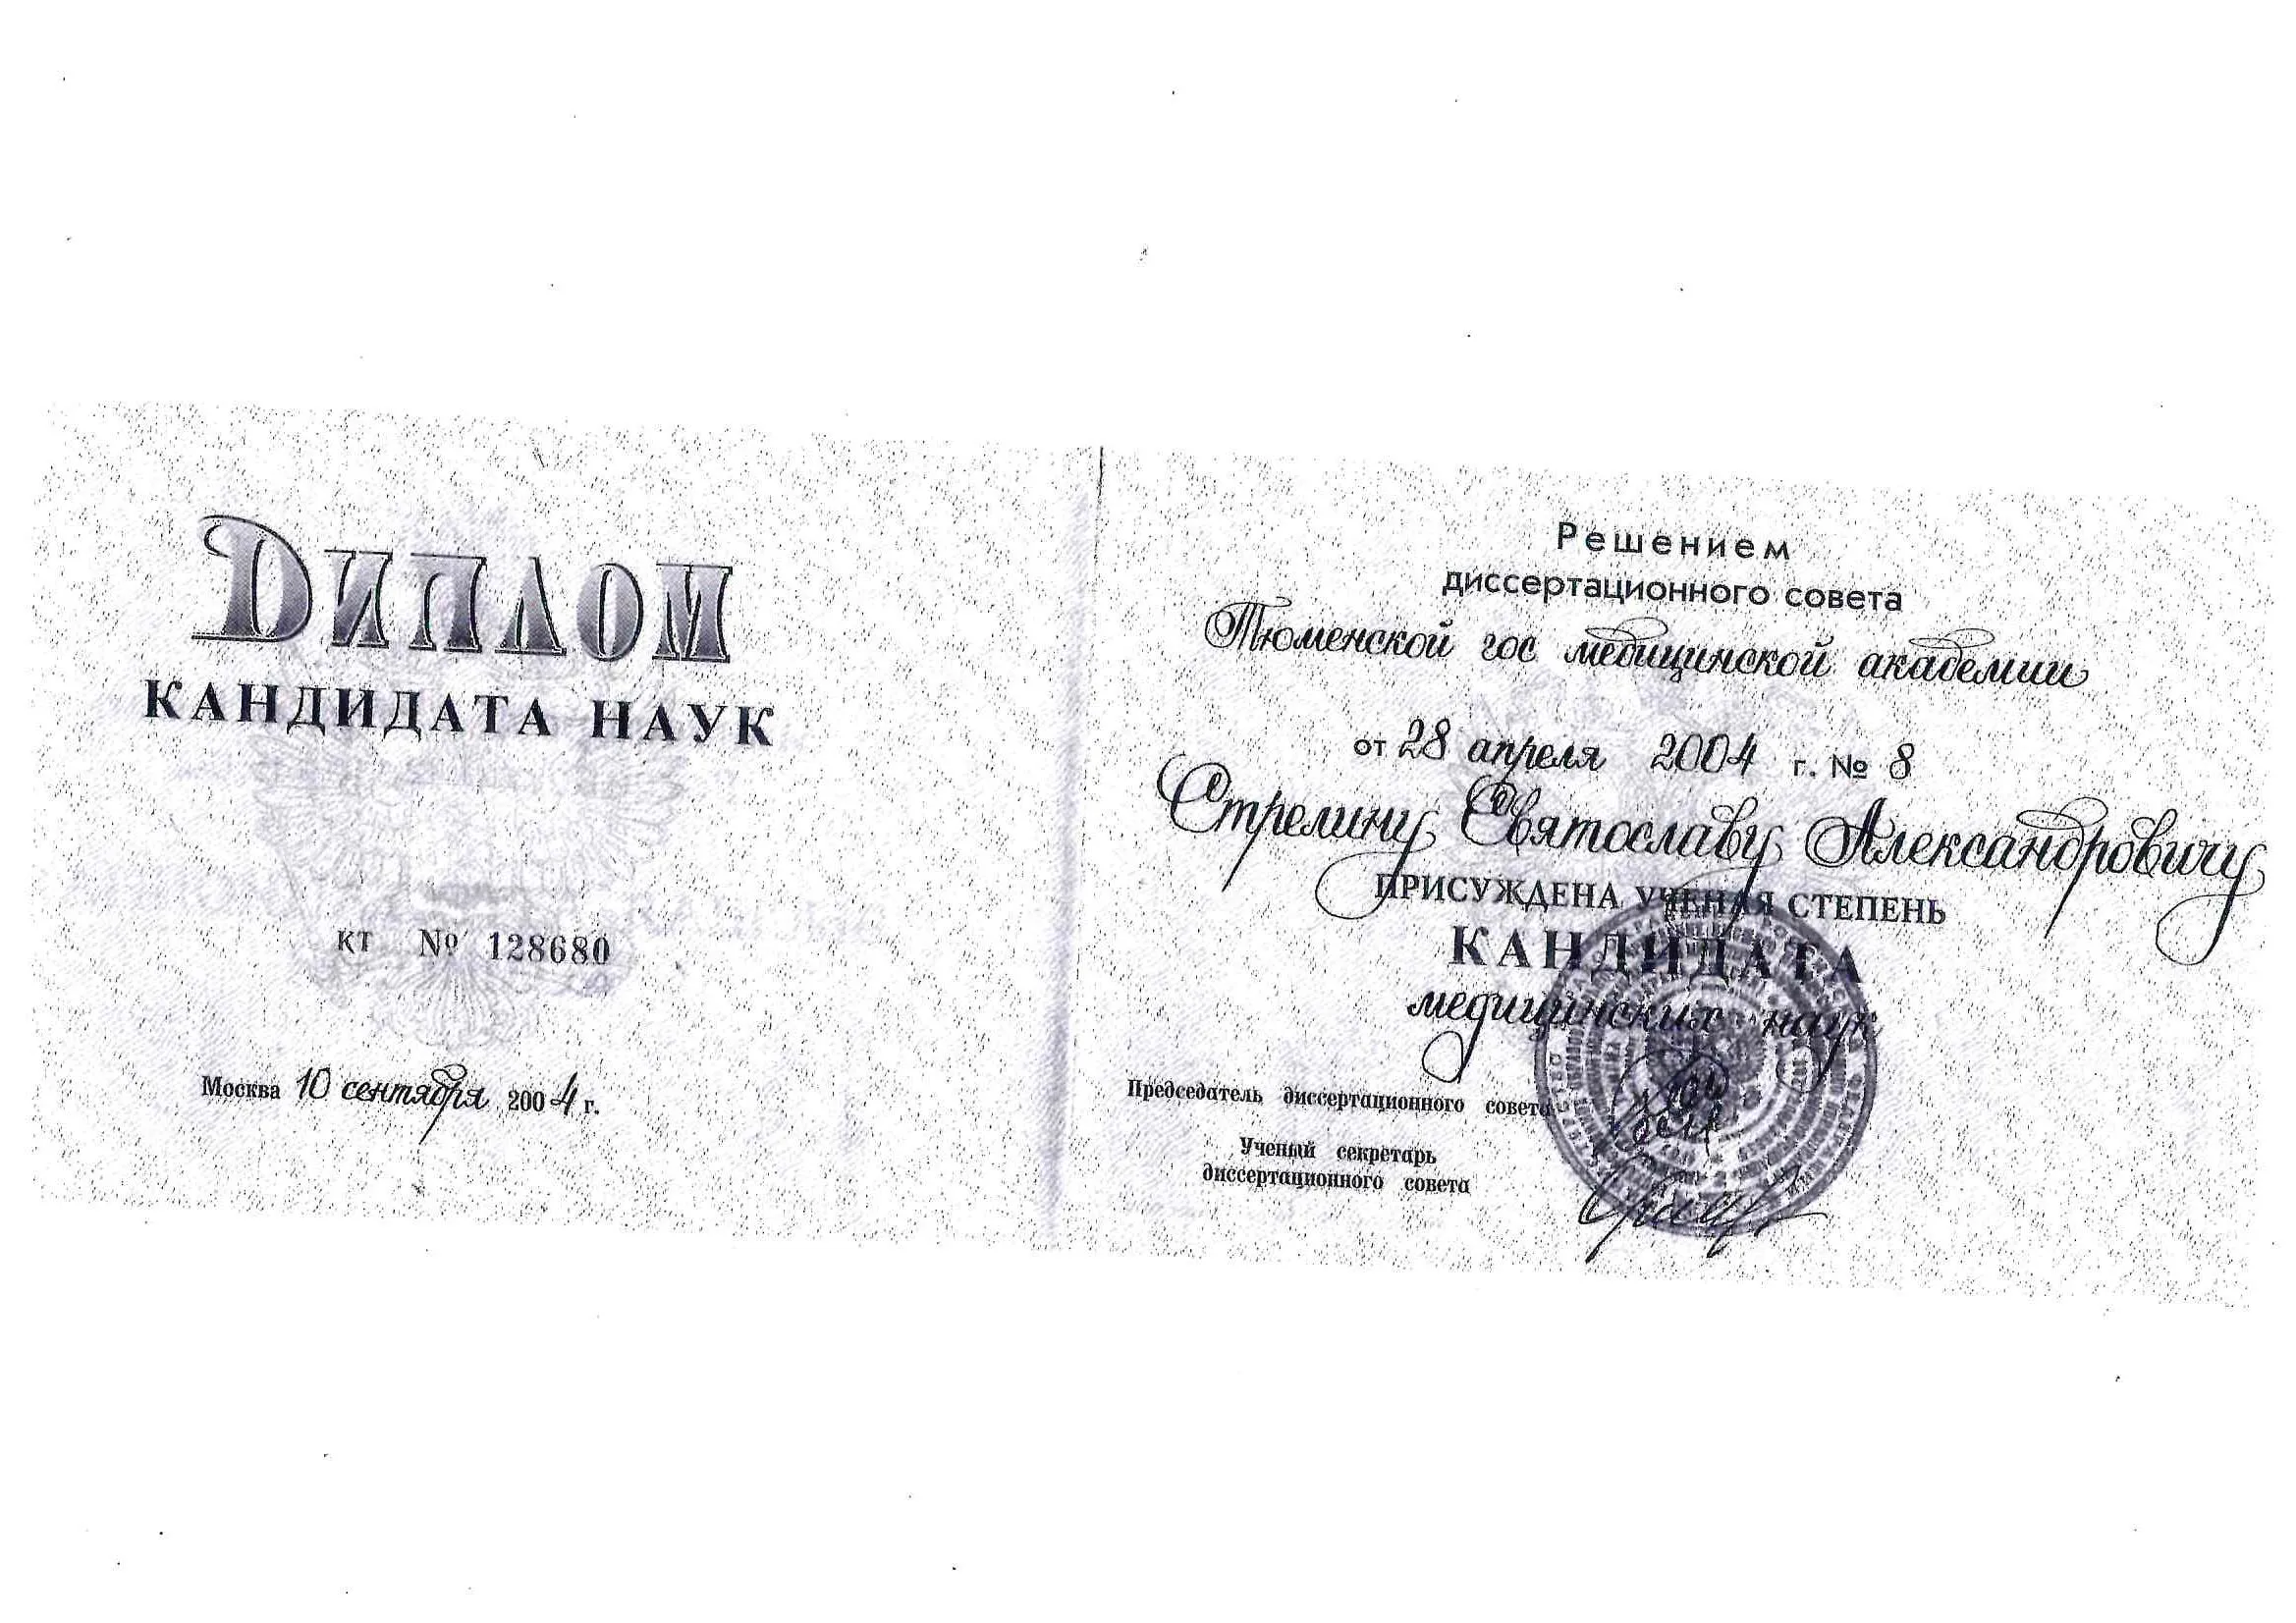 Диплом
КАНДИДАТА НАУК
КТ № 128680
Москва 10 сентября 2004 г.
Решением
диссертационного совета
Тюменской гос медицинской академии
от 28 апреля 2004 г. № 8
Стрелину Святославу Александровичу
ПРИСУЖДЕНА УЧЕНАЯ СТЕПЕНЬ
КАНДИДАТА
медицинских наук
Председатель диссертационного совета
Ученый секретарь
диссертационного совета